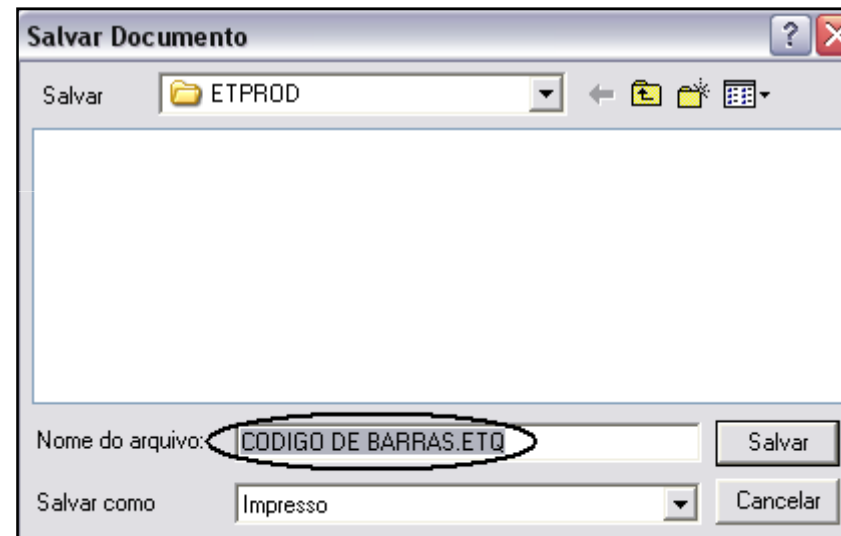 Salvar Documento
Salvar ETPROD
Nome do arquivo: CODIGO DE BARRAS.ETQ Salvar
Salvar como Impresso Cancelar